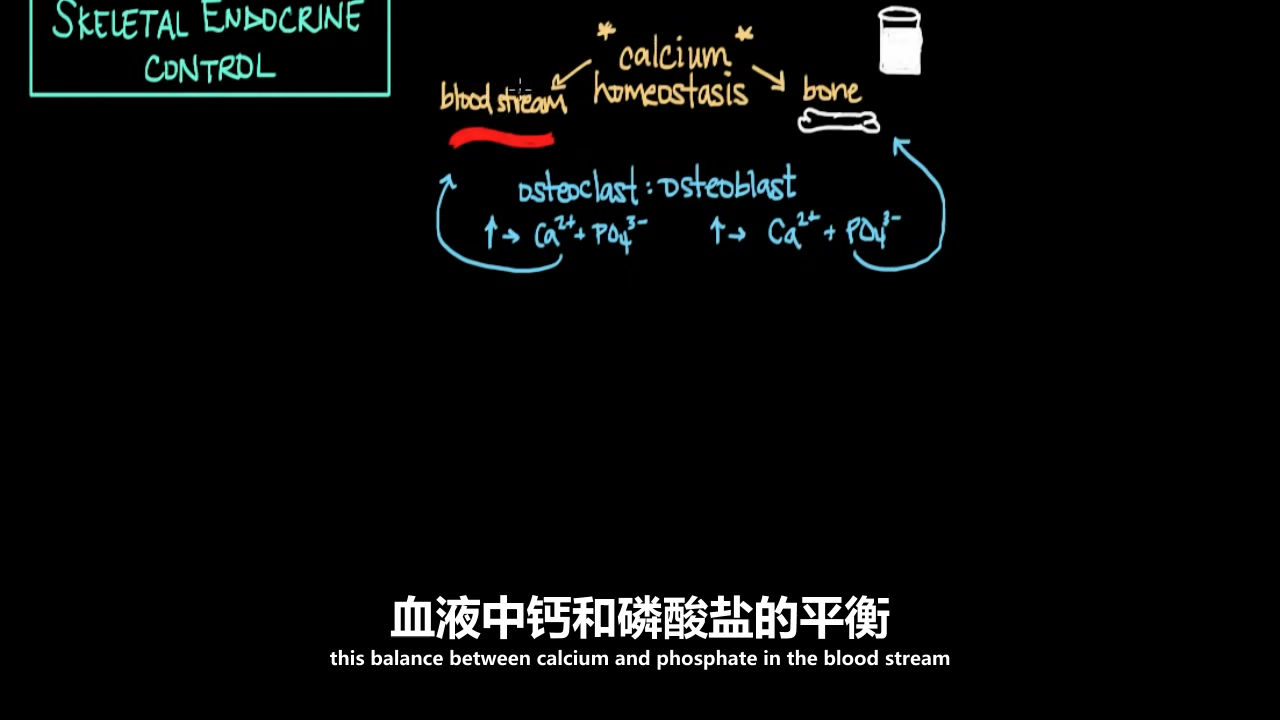 SKELETAL ENDOCRINE
CONTROL
* calcium *
homeostasis
blood stream
bone
osteoclast : osteoblast
↑ → Ca²⁺ + PO₄³⁻ ↑ → Ca²⁺ + PO₄³⁻
血液中钙和磷酸盐的平衡
this balance between calcium and phosphate in the blood stream